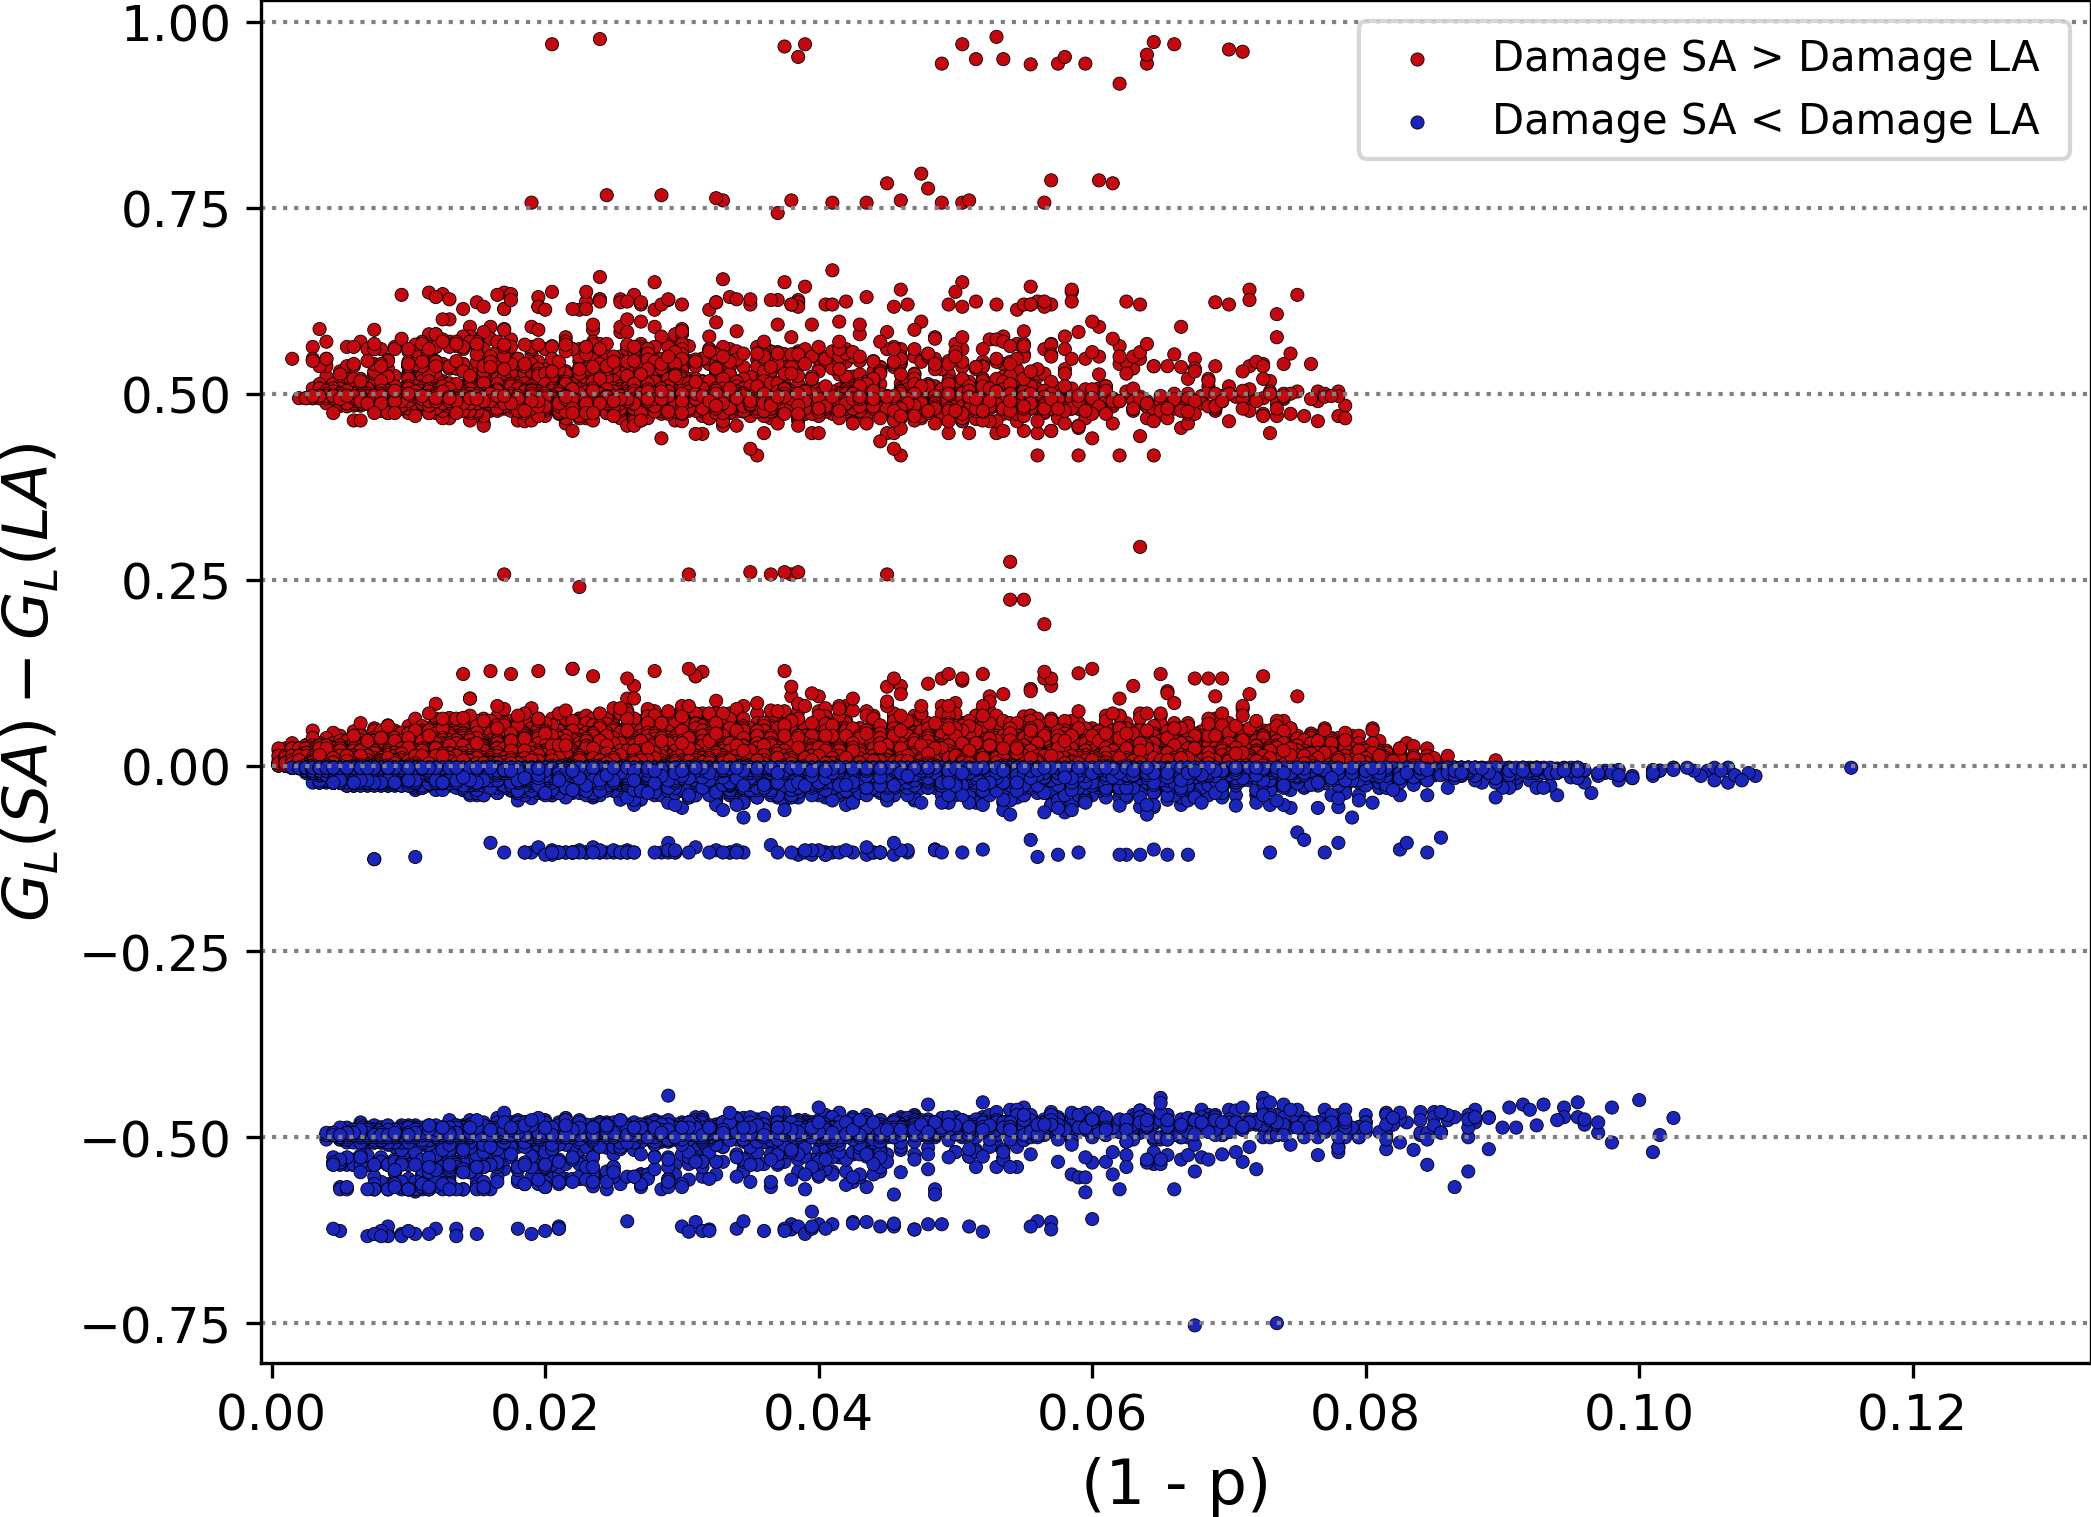 1.00
0.75
0.50
0.25
0.00
−0.25
−0.50
−0.75
G_L(SA) − G_L(LA)
Damage SA > Damage LA
Damage SA < Damage LA
0.00 0.02 0.04 0.06 0.08 0.10 0.12
(1 - p)